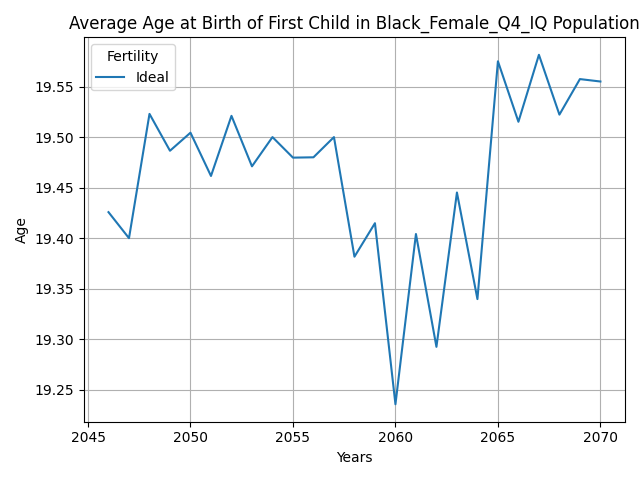 Average Age at Birth of First Child in Black_Female_Q4_IQ Population
Fertility
Ideal
19.55
19.50
19.45
19.40
19.35
19.30
19.25
Age
2045 2050 2055 2060 2065 2070
Years